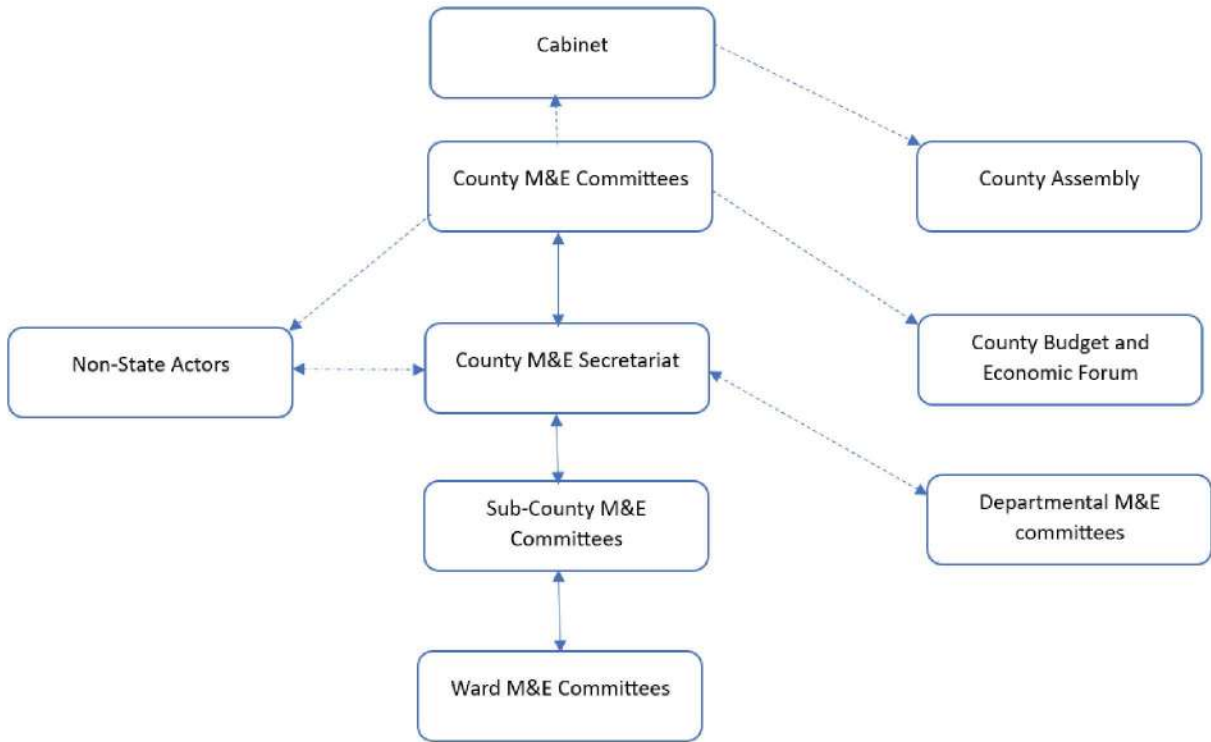 Cabinet
County M&E Committees
County Assembly
Non-State Actors
County M&E Secretariat
County Budget and
Economic Forum
Sub-County M&E
Committees
Departmental M&E
committees
Ward M&E Committees